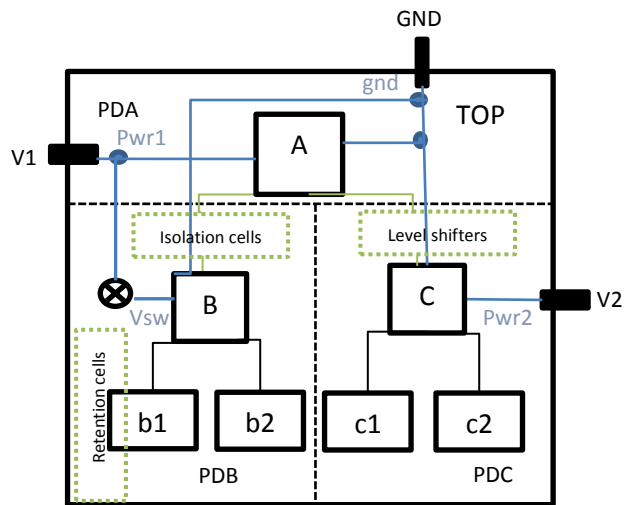 GND
PDA
gnd
TOP
Pwr1
A
V1
Isolation cells
Level shifters
B
C
V2
Vsw
Pwr2
Retention cells
b1
b2
c1
c2
PDB
PDC